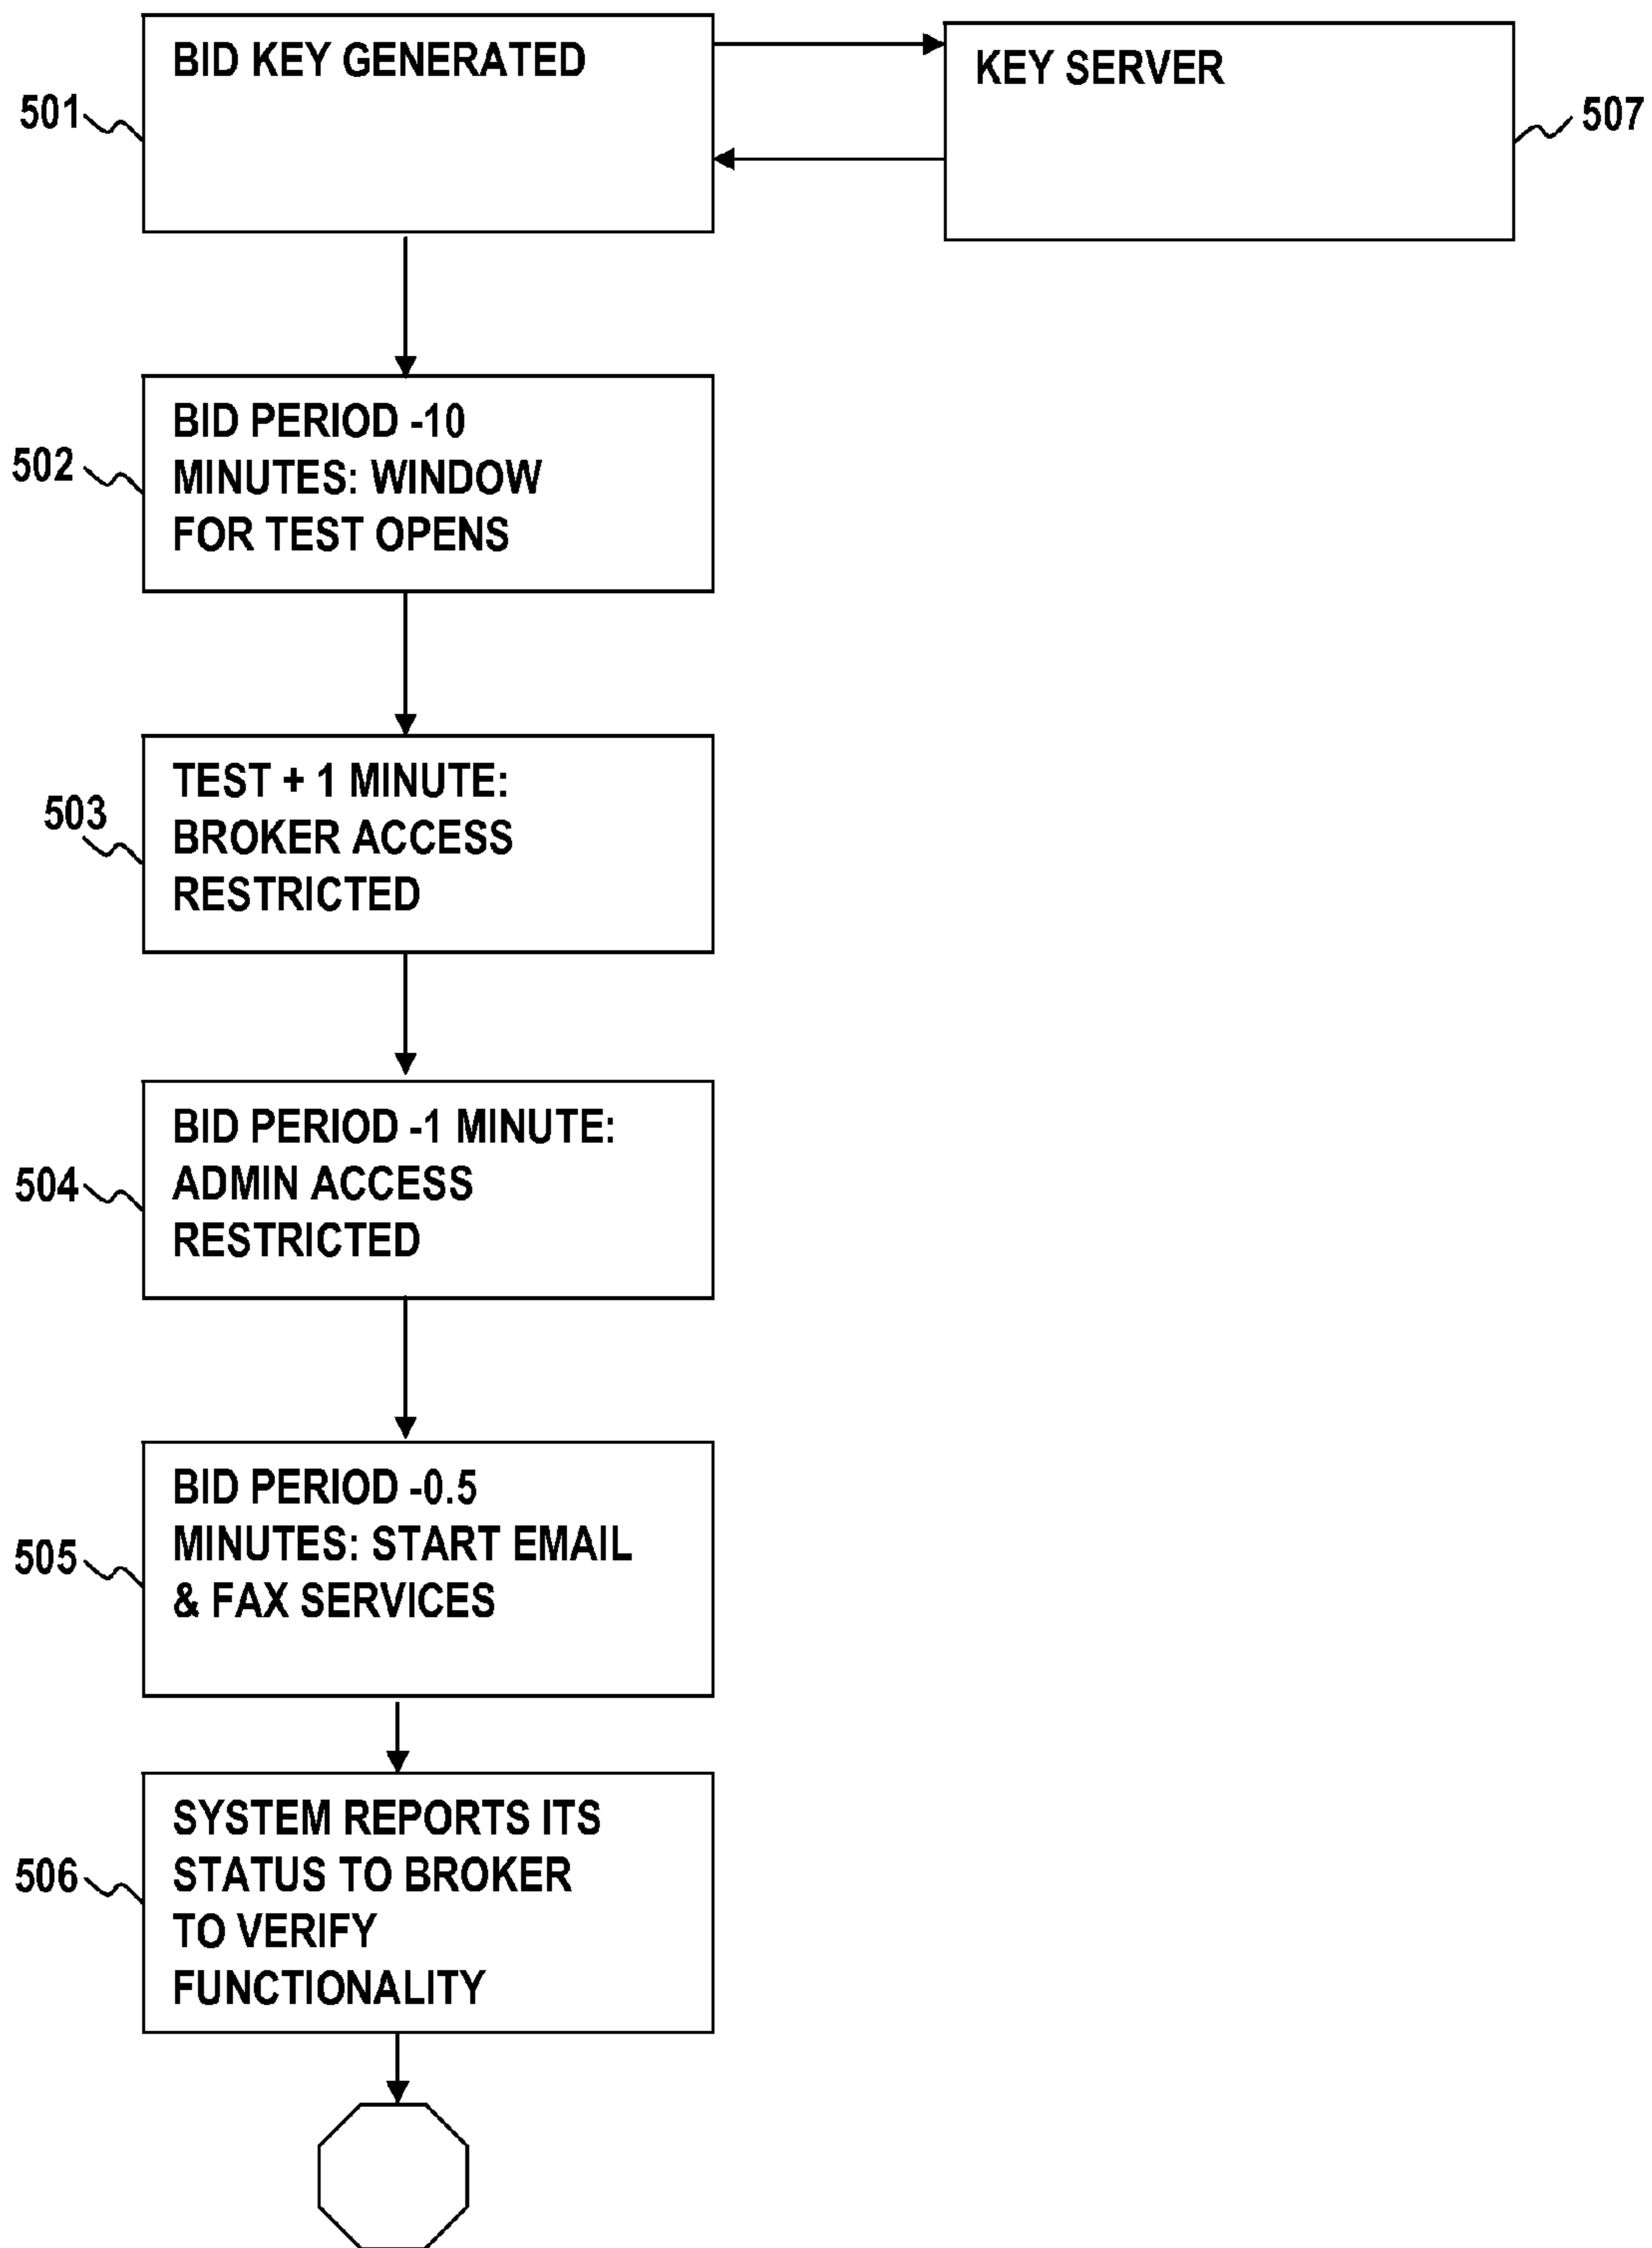 BID KEY GENERATED
KEY SERVER
501
507
BID PERIOD -10
MINUTES: WINDOW
FOR TEST OPENS
502
TEST + 1 MINUTE:
BROKER ACCESS
RESTRICTED
503
BID PERIOD -1 MINUTE:
ADMIN ACCESS
RESTRICTED
504
BID PERIOD -0.5
MINUTES: START EMAIL
& FAX SERVICES
505
SYSTEM REPORTS ITS
STATUS TO BROKER
TO VERIFY
FUNCTIONALITY
506